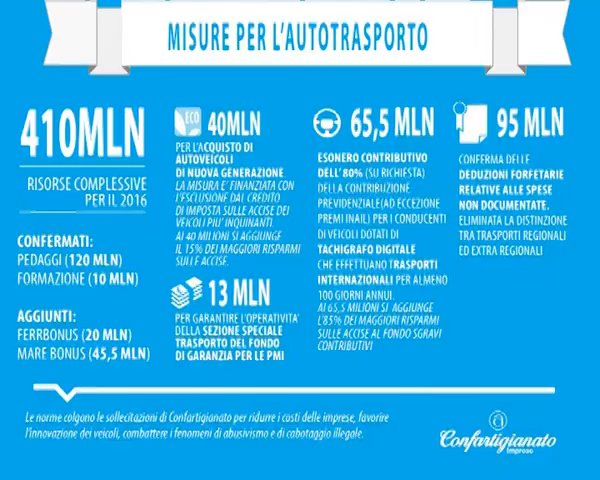 MISURE PER L'AUTOTRASPORTO
410MLN
RISORSE COMPLESSIVE
PER IL 2016
CONFERMATI:
PEDAGGI (120 MLN)
FORMAZIONE (10 MLN)
AGGIUNTI:
FERRBONUS (20 MLN)
MARE BONUS (45,5 MLN)
ECO
40MLN
PER L'ACQUISTO DI
AUTOVEICOLI
DI NUOVA GENERAZIONE
LA MISURA E' FINANZIATA CON
L'ESCLUSIONE DAL CREDITO
DI IMPOSTA SULLE ACCISE DEI
VEICOLI PIU' INQUINANTI.
AI 40 MILIONI SI AGGIUNGE
IL 15% DEI MAGGIORI RISPARMI
SULLE ACCISE.
13 MLN
PER GARANTIRE L'OPERATIVITA'
DELLA SEZIONE SPECIALE
TRASPORTO DEL FONDO
DI GARANZIA PER LE PMI
65,5 MLN
ESONERO CONTRIBUTIVO
DELL'80% (SU RICHIESTA)
DELLA CONTRIBUZIONE
PREVIDENZIALE (AD ECCEZIONE
PREMI INAIL) PER I CONDUCENTI
DI VEICOLI DOTATI DI
TACHIGRAFO DIGITALE
CHE EFFETTUANO TRASPORTI
INTERNAZIONALI PER ALMENO
100 GIORNI ANNUI.
AI 65,5 MILIONI SI AGGIUNGE
L'85% DEI MAGGIORI RISPARMI
SULLE ACCISE AL FONDO SGRAVI
CONTRIBUTIVI
95 MLN
CONFERMA DELLE
DEDUZIONI FORFETARIE
RELATIVE ALLE SPESE
NON DOCUMENTATE.
ELIMINATA LA DISTINZIONE
TRA TRASPORTI REGIONALI
ED EXTRA REGIONALI
Le norme colgono le sollecitazioni di Confartigianato per ridurre i costi delle imprese, favorire
l'innovazione dei veicoli, combattere i fenomeni di abusivismo e di cabotaggio illegale.
Confartigianato
Imprese